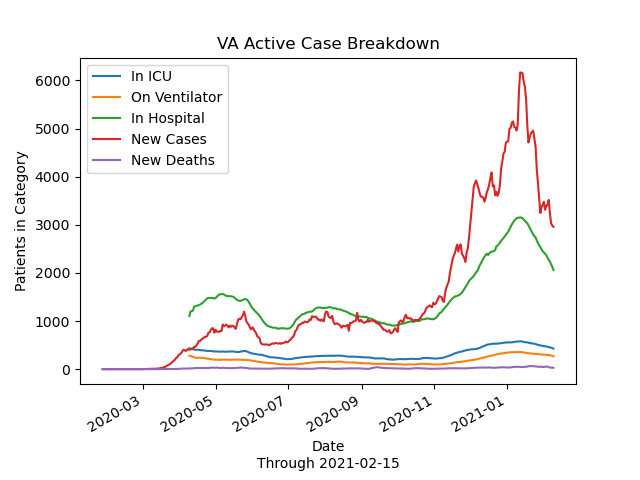 VA Active Case Breakdown
In ICU
On Ventilator
In Hospital
New Cases
New Deaths
Patients in Category
6000
5000
4000
3000
2000
1000
0
2020-03
2020-05
2020-07
2020-09
2020-11
2021-01
Date
Through 2021-02-15